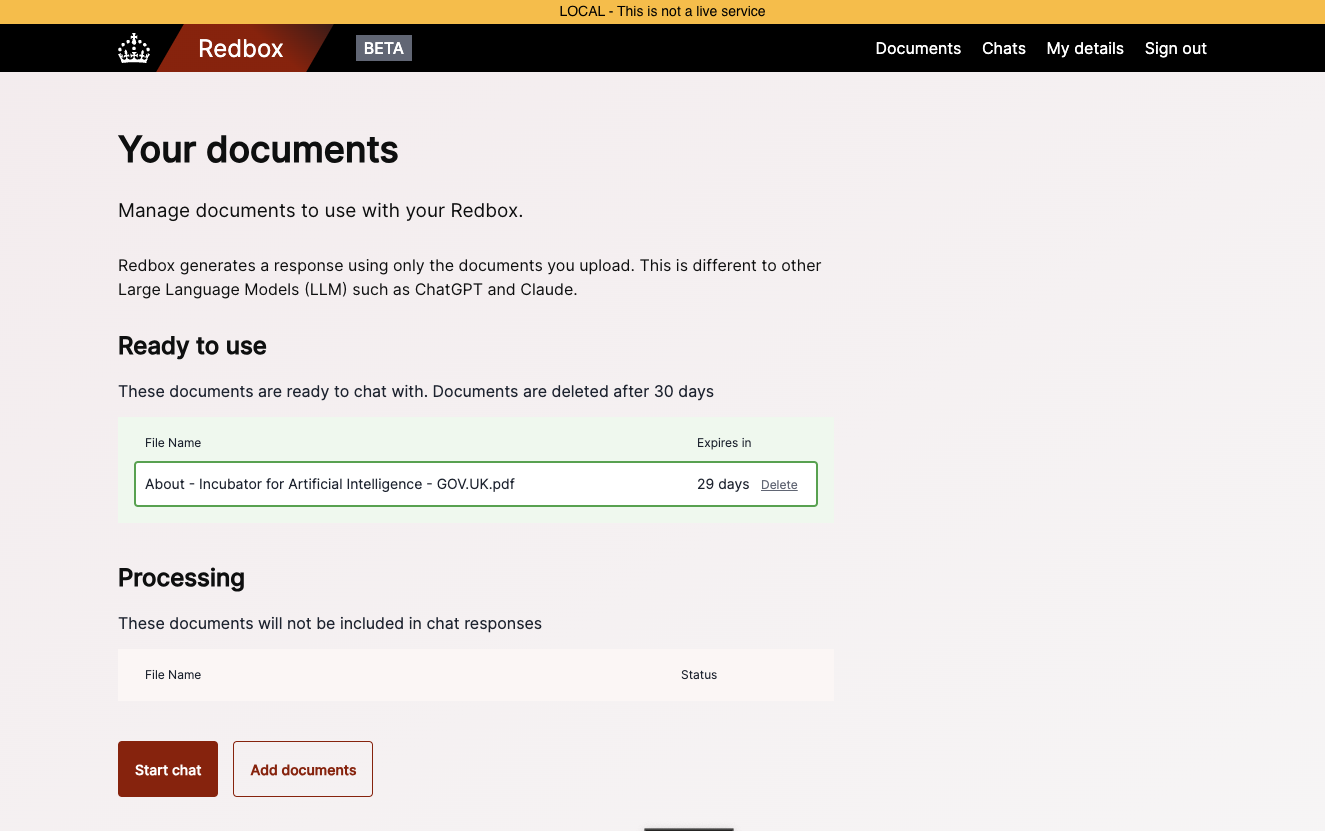 LOCAL - This is not a live service
Redbox
BETA
Documents
Chats
My details
Sign out
Your documents
Manage documents to use with your Redbox.
Redbox generates a response using only the documents you upload. This is different to other
Large Language Models (LLM) such as ChatGPT and Claude.
Ready to use
These documents are ready to chat with. Documents are deleted after 30 days
File Name
Expires in
About - Incubator for Artificial Intelligence - GOV.UK.pdf
29 days
Delete
Processing
These documents will not be included in chat responses
File Name
Status
Start chat
Add documents